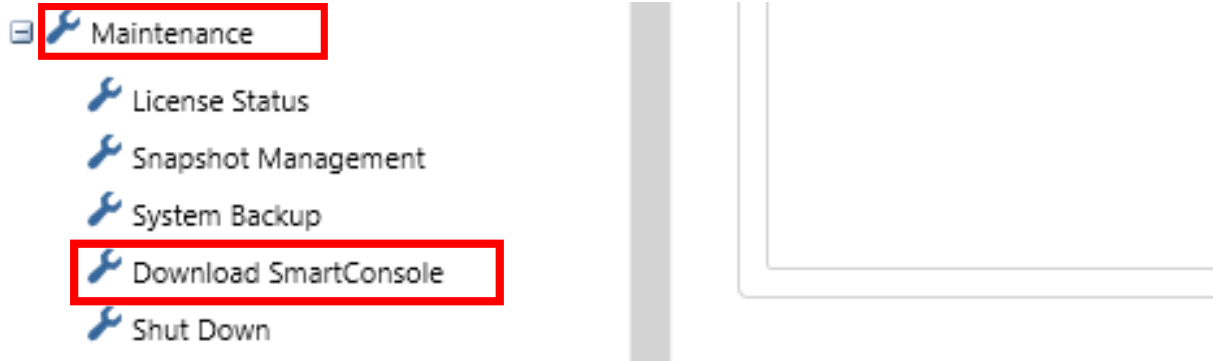 Maintenance
License Status
Snapshot Management
System Backup
Download SmartConsole
Shut Down